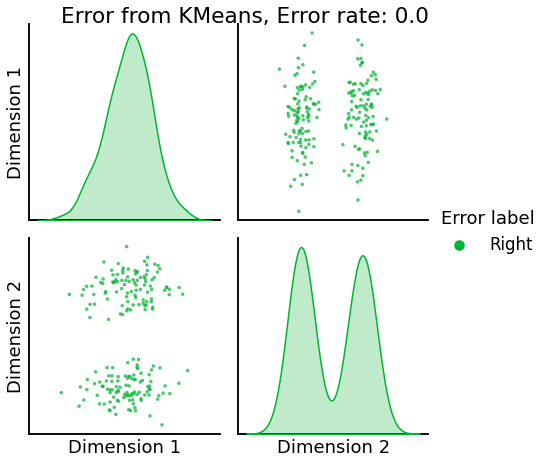 Error from KMeans, Error rate: 0.0
Dimension 1
Error label
Right
Dimension 2
Dimension 1
Dimension 2